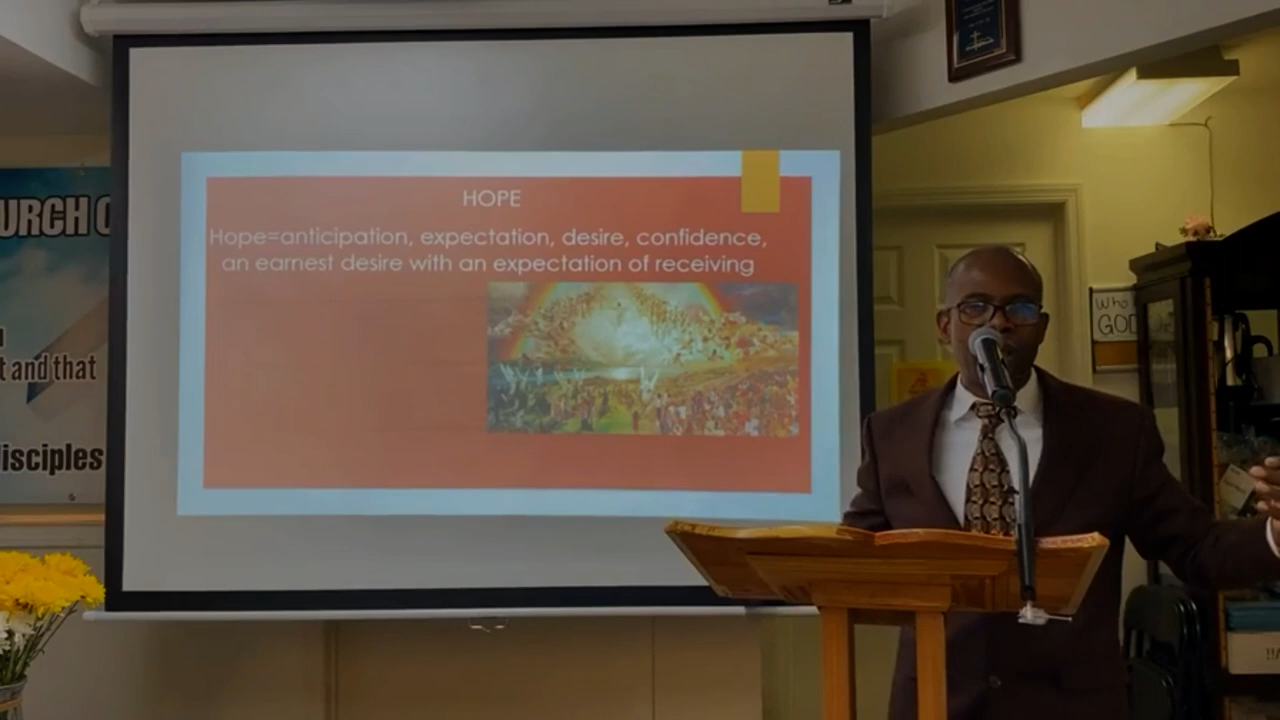 HOPE
Hope=anticipation, expectation, desire, confidence,
an earnest desire with an expectation of receiving
URCH
t and that
isciples
Who
GOD